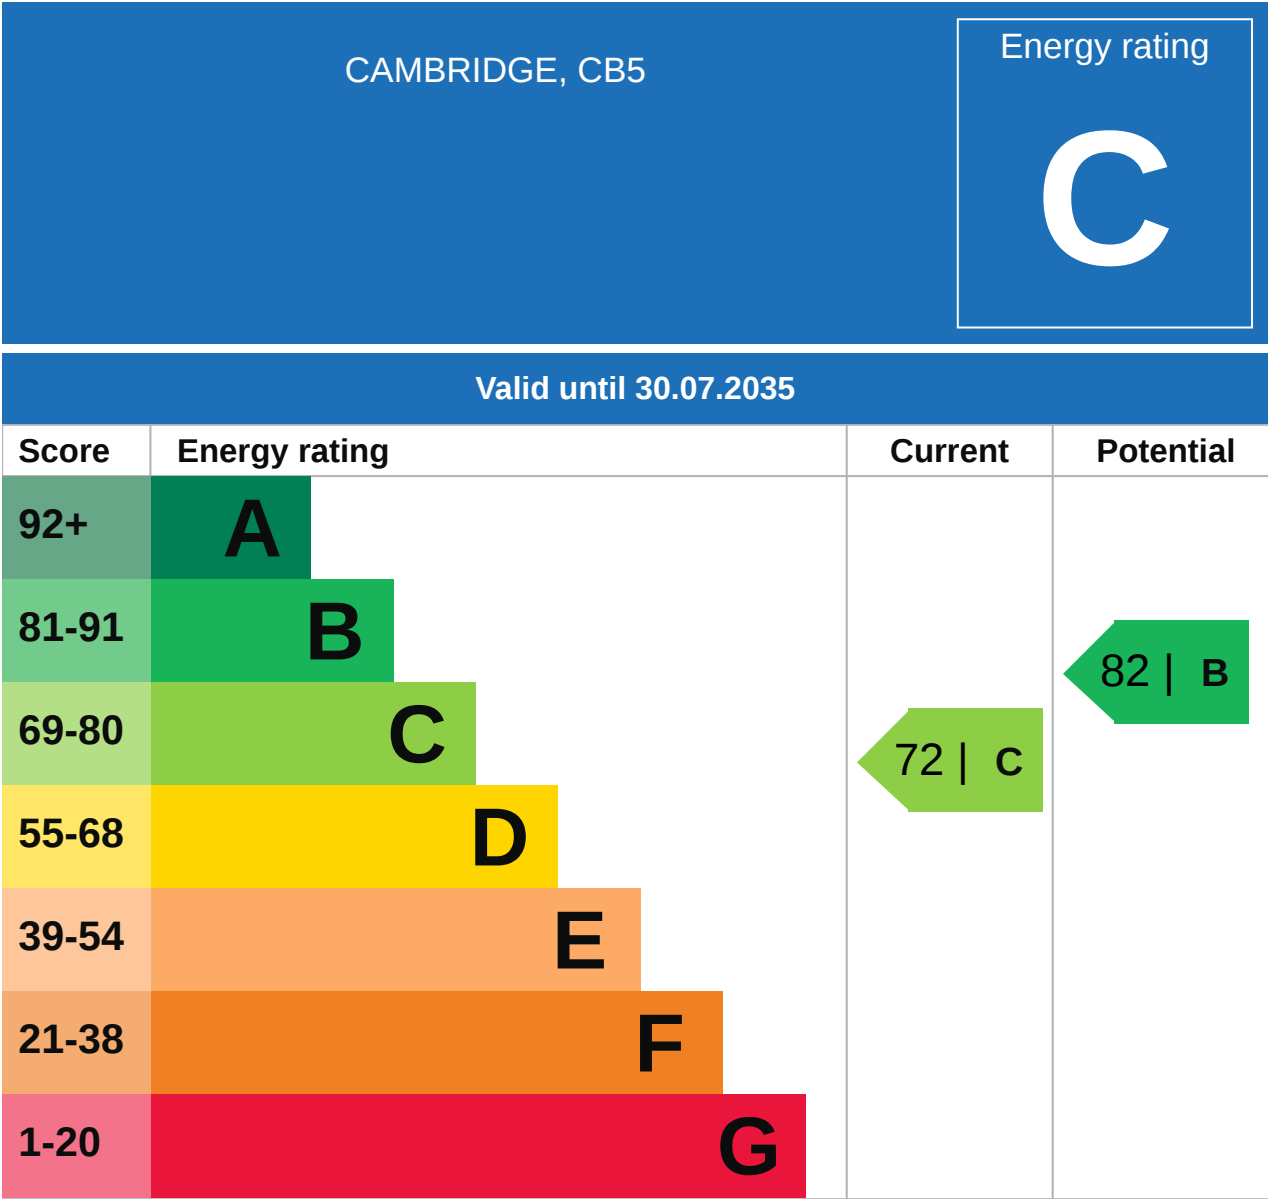 CAMBRIDGE, CB5
Energy rating
C
Valid until 30.07.2035
Score Energy rating Current Potential
92+ A
81-91 B
82 | B
69-80 C
72 | C
55-68 D
39-54 E
21-38 F
1-20 G